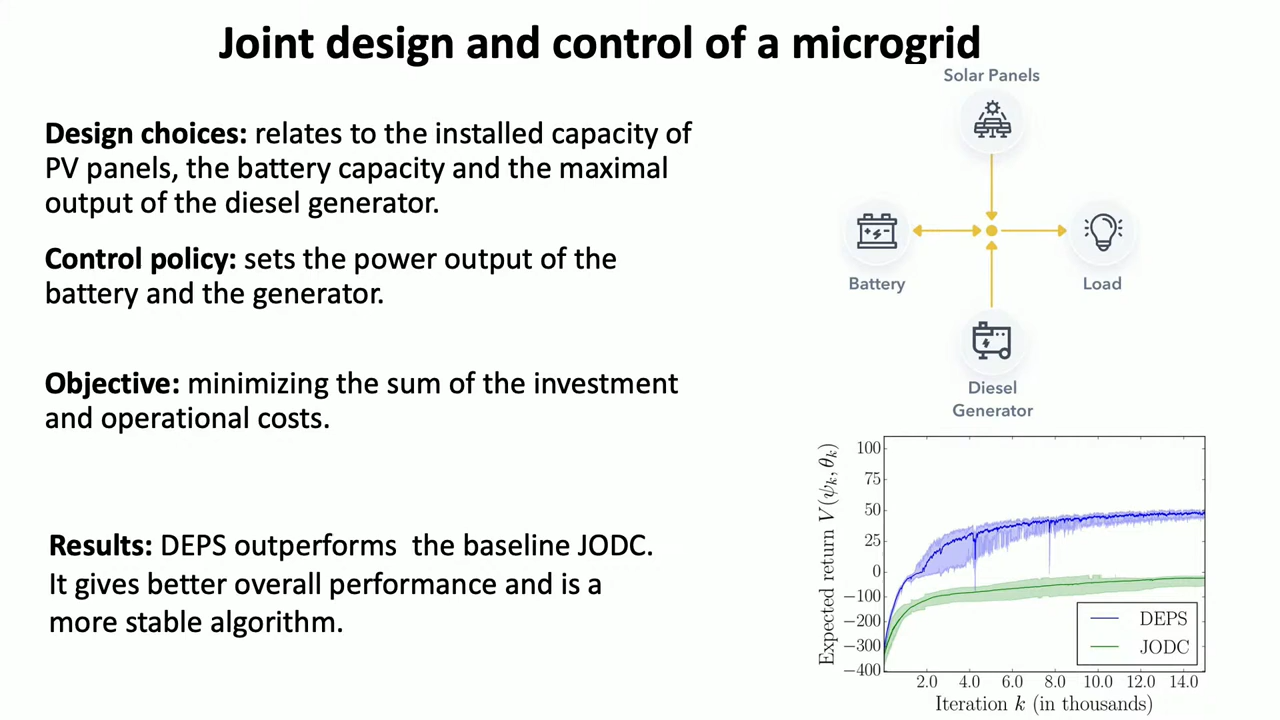 Joint design and control of a microgrid
Design choices: relates to the installed capacity of
PV panels, the battery capacity and the maximal
output of the diesel generator.
Control policy: sets the power output of the
battery and the generator.
Objective: minimizing the sum of the investment
and operational costs.
Results: DEPS outperforms  the baseline JODC.
It gives better overall performance and is a
more stable algorithm.
Solar Panels
Battery
Load
Diesel
Generator
Expected return V(ψₖ, θₖ)
100
75
50
25
0
−100
−200
−300
−400
DEPS
JODC
2.0 4.0 6.0 8.0 10.0 12.0 14.0
Iteration k (in thousands)